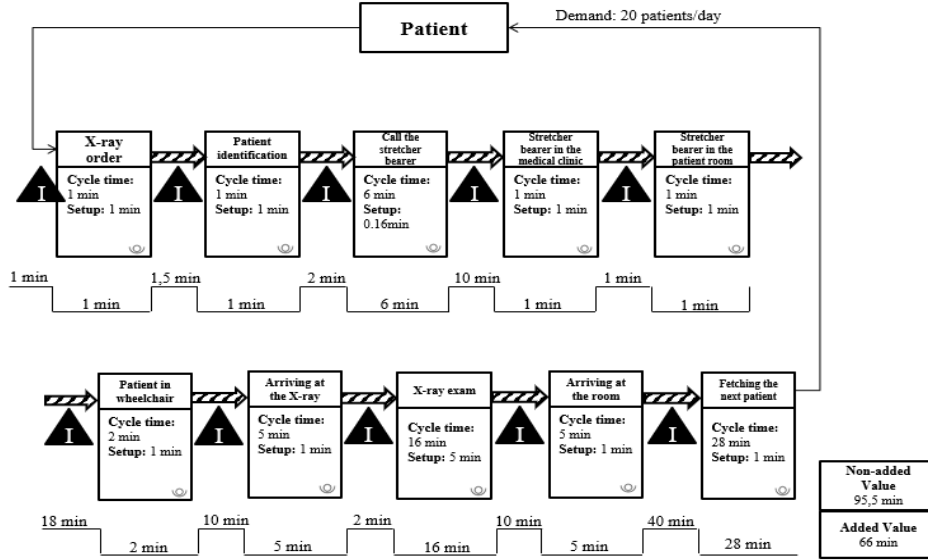 Demand: 20 patients/day
Patient
X-ray
order
Cycle time:
1 min
Setup: 1 min
Patient
identification
Cycle time:
1 min
Setup: 1 min
Call the
stretcher
bearer
Cycle time:
6 min
Setup:
0.16min
Stretcher
bearer in the
medical clinic
Cycle time:
1 min
Setup: 1 min
Stretcher
bearer in the
patient room
Cycle time:
1 min
Setup: 1 min
I
I
I
I
I
1 min
1,5 min
2 min
10 min
1 min
1 min
1 min
6 min
1 min
1 min
Patient in
wheelchair
Cycle time:
2 min
Setup: 1 min
Arriving at
the X-ray
Cycle time:
5 min
Setup: 1 min
X-ray exam
Cycle time:
16 min
Setup: 5 min
Arriving at
the room
Cycle time:
5 min
Setup: 1 min
Fetching the
next patient
Cycle time:
28 min
Setup: 1 min
I
I
I
I
I
18 min
10 min
2 min
10 min
40 min
2 min
5 min
16 min
5 min
28 min
Non-added
Value
95,5 min
Added Value
66 min